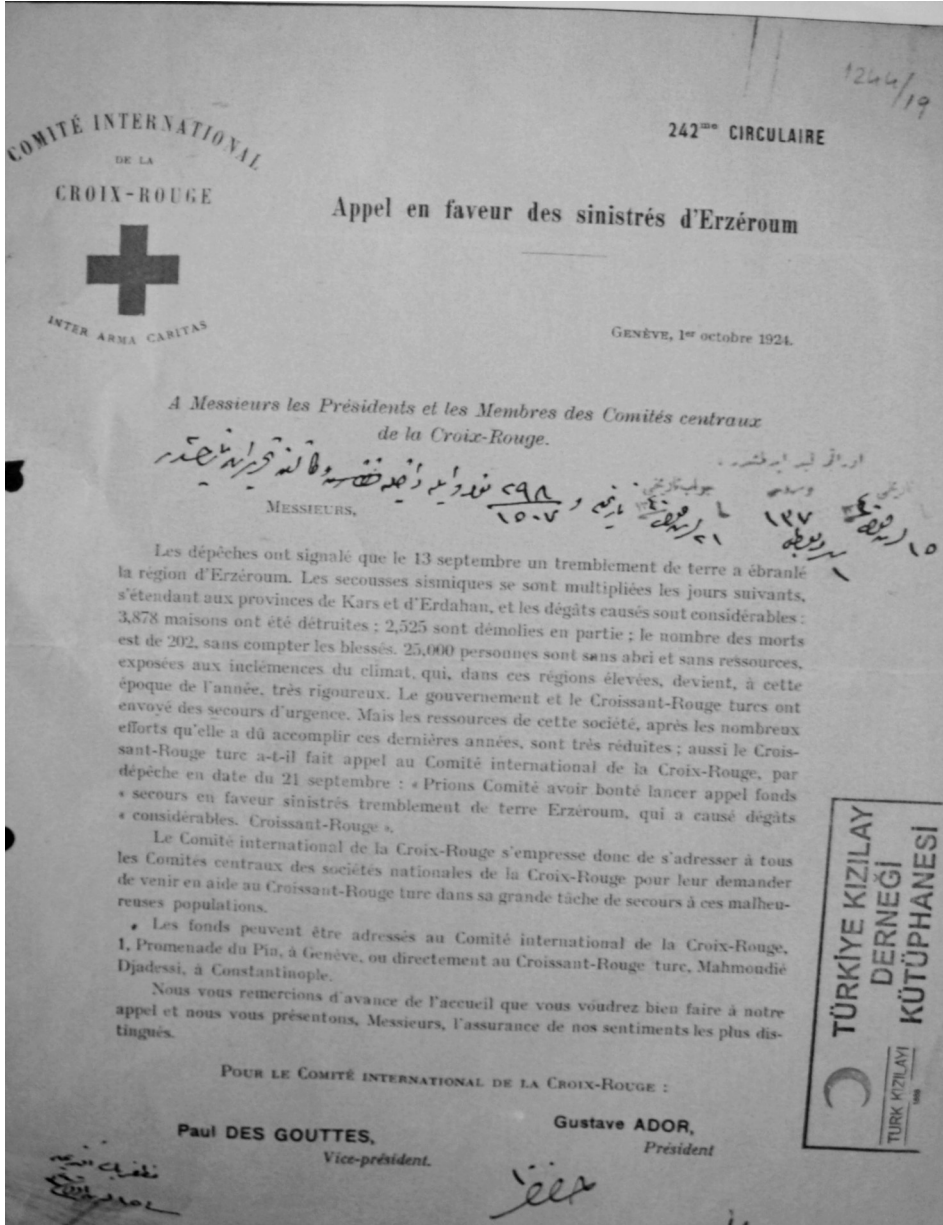 1244/19
242me CIRCULAIRE
COMITÉ INTERNATIONAL
DE LA
CROIX-ROUGE
INTER ARMA CARITAS
Appel en faveur des sinistrés d'Erzéroum
GENÈVE, 1er octobre 1924.
A Messieurs les Présidents et les Membres des Comités centraux
de la Croix-Rouge.
٢٩٨
١٥٠٧
١٣٧
MESSIEURS,
Les dépêches ont signalé que le 13 septembre un tremblement de terre a ébranlé
la région d'Erzéroum. Les secousses sismiques se sont multipliées les jours suivants,
s'étendant aux provinces de Kars et d'Erdahan, et les dégâts causés sont considérables :
3,878 maisons ont été détruites ; 2,525 sont démolies en partie ; le nombre des morts
est de 202, sans compter les blessés. 25,000 personnes sont sans abri et sans ressources,
exposées aux inclémences du climat, qui, dans ces régions élevées, devient, à cette
époque de l'année, très rigoureux. Le gouvernement et le Croissant-Rouge turcs ont
envoyé des secours d'urgence. Mais les ressources de cette société, après les nombreux
efforts qu'elle a dû accomplir ces dernières années, sont très réduites ; aussi le Crois-
sant-Rouge turc a-t-il fait appel au Comité international de la Croix-Rouge, par
dépêche en date du 21 septembre : « Prions Comité avoir bonté lancer appel fonds
« secours en faveur sinistrés tremblement de terre Erzéroum, qui a causé dégâts
« considérables. Croissant-Rouge ».
Le Comité international de la Croix-Rouge s'empresse donc de s'adresser à tous
les Comités centraux des sociétés nationales de la Croix-Rouge pour leur demander
de venir en aide au Croissant-Rouge turc dans sa grande tâche de secours à ces malheu-
reuses populations.
Les fonds peuvent être adressés au Comité international de la Croix-Rouge,
1, Promenade du Pin, à Genève, ou directement au Croissant-Rouge turc, Mahmoudié
Djadessi, à Constantinople.
Nous vous remercions d'avance de l'accueil que vous voudrez bien faire à notre
appel et nous vous présentons, Messieurs, l'assurance de nos sentiments les plus dis-
tingués.
POUR LE COMITÉ INTERNATIONAL DE LA CROIX-ROUGE :
Paul DES GOUTTES,
Vice-président.
Gustave ADOR,
Président
TÜRKİYE KIZILAY
DERNEĞİ
KÜTÜPHANESİ
TÜRK KIZILAYI